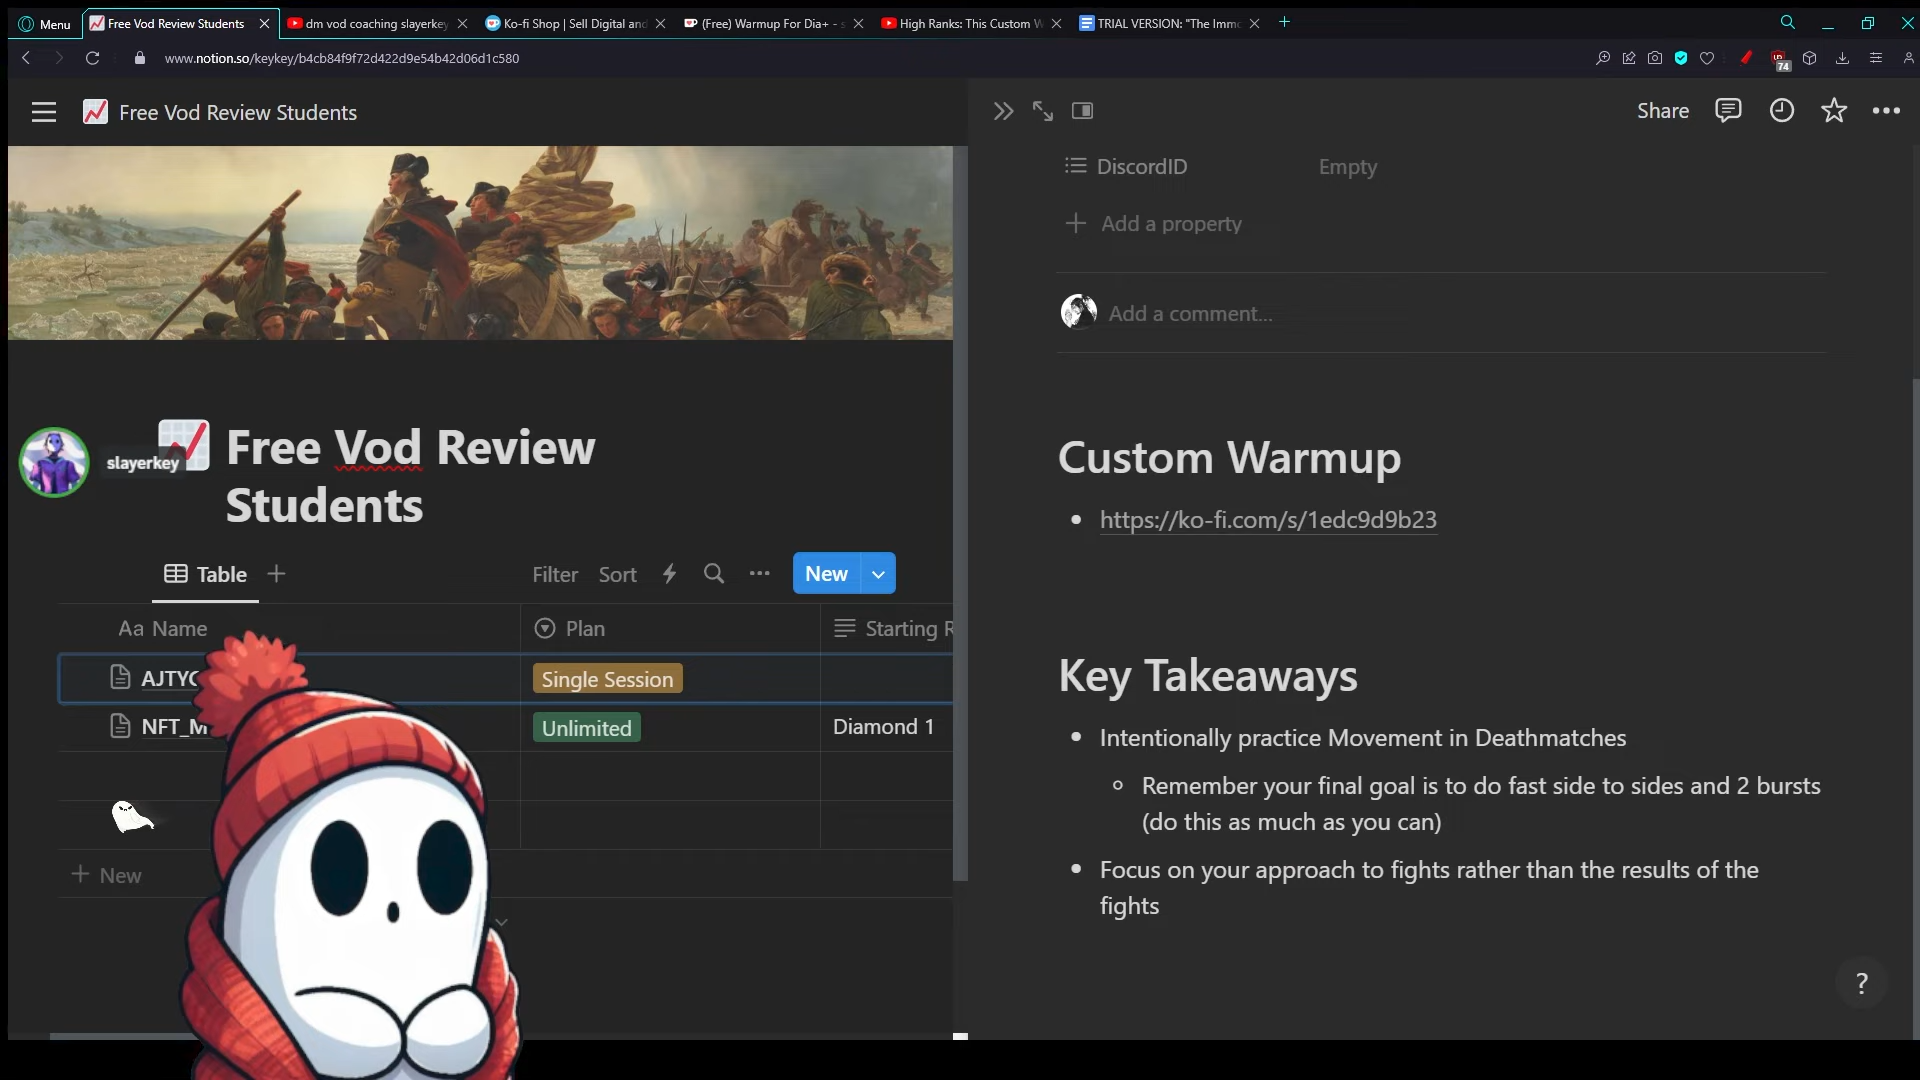 Menu
Free Vod Review Students
dm vod coaching slayerkey
Ko-fi Shop | Sell Digital and
(Free) Warmup For Dia+ - s
High Ranks: This Custom W
TRIAL VERSION: "The Immo
www.notion.so/keykey/b4cb84f9f72d422d9e54b42d06d1c580
74
Free Vod Review Students
Share
DiscordID
Empty
Add a property
Add a comment...
slayerkey
Free Vod Review
Students
Table
Filter
Sort
New
Aa Name
Plan
Starting R
AJTYC
Single Session
NFT_M
Unlimited
Diamond 1
New
Custom Warmup
https://ko-fi.com/s/1edc9d9b23
Key Takeaways
Intentionally practice Movement in Deathmatches
Remember your final goal is to do fast side to sides and 2 bursts
(do this as much as you can)
Focus on your approach to fights rather than the results of the
fights
?